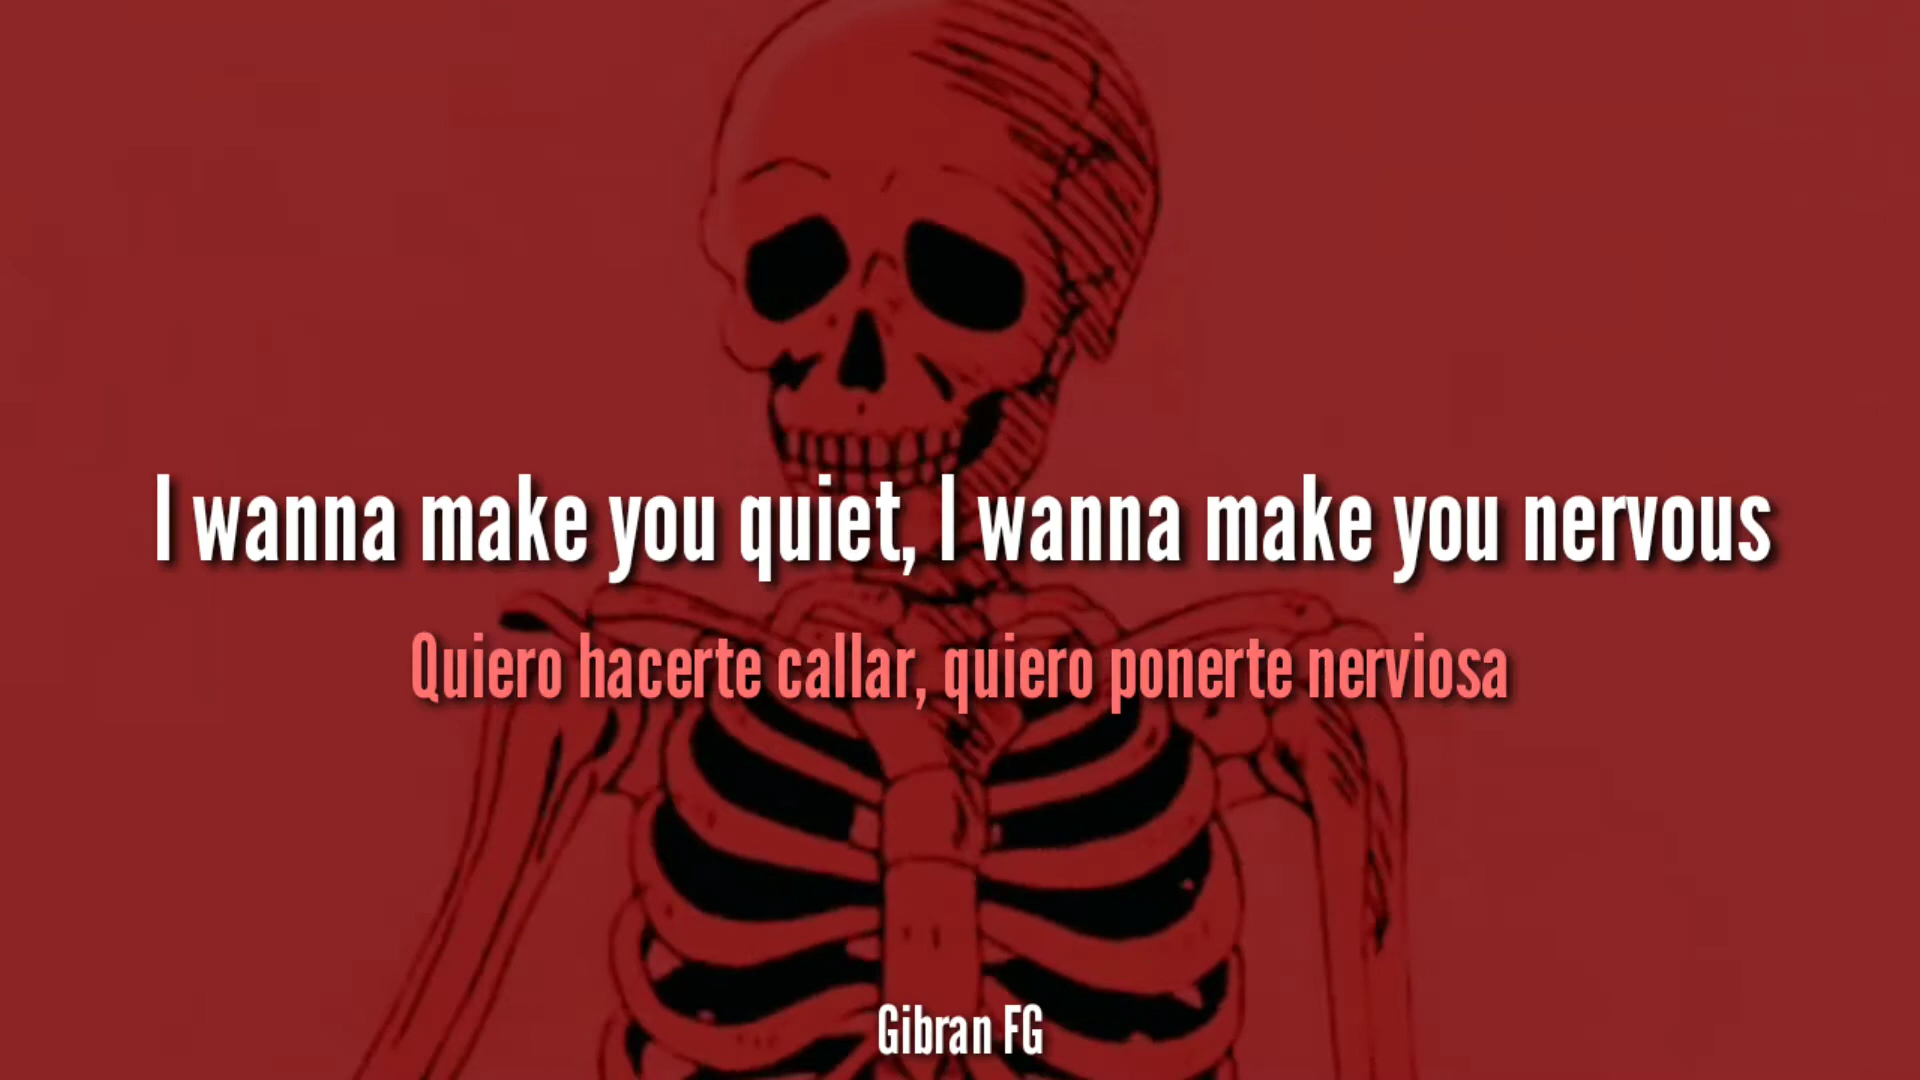 I wanna make you quiet, I wanna make you nervous
Quiero hacerte callar, quiero ponerte nerviosa
Gibran FG